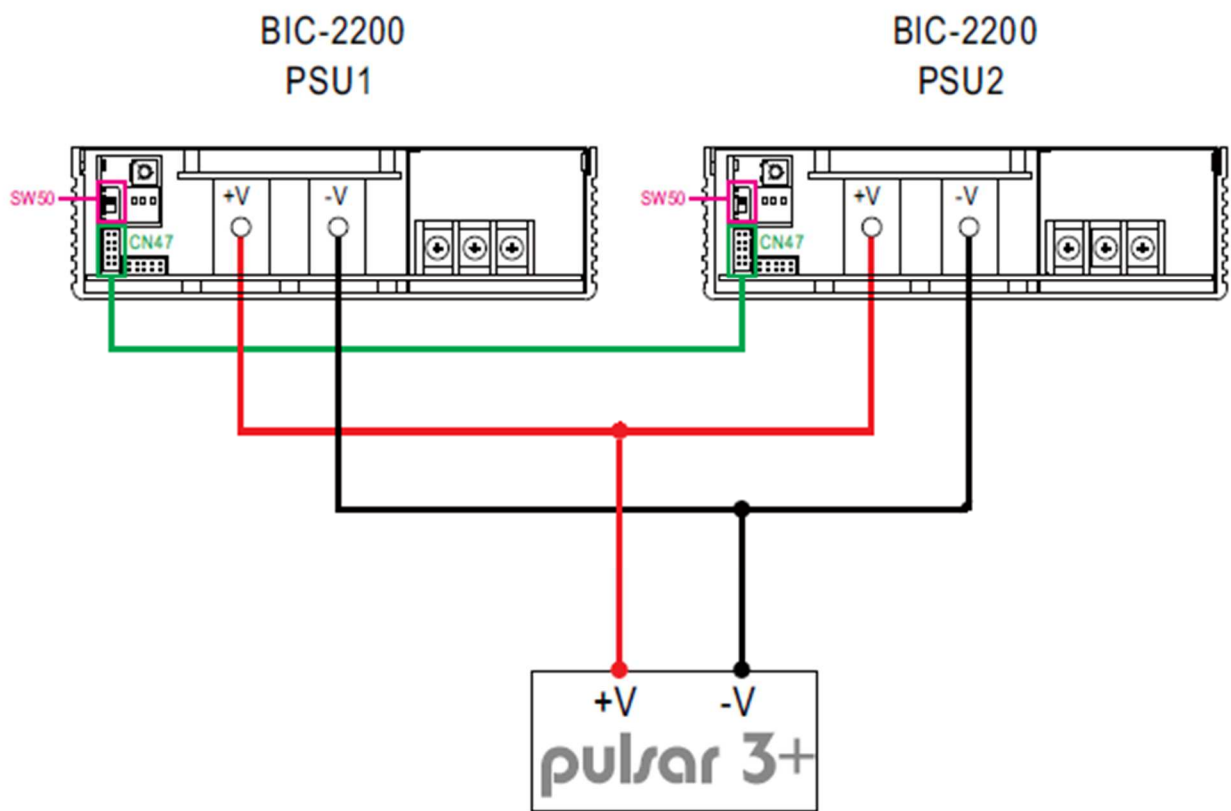 BIC-2200
PSU1
BIC-2200
PSU2
SW50
+V
-V
CN47
SW50
+V
-V
CN47
+V
-V
pulsar 3+